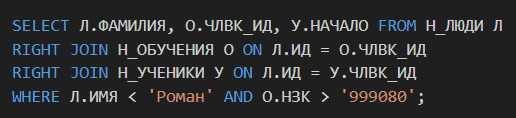 SELECT Л.ФАМИЛИЯ, О.ЧЛВК_ИД, У.НАЧАЛО FROM Н_ЛЮДИ Л
RIGHT JOIN Н_ОБУЧЕНИЯ О ON Л.ИД = О.ЧЛВК_ИД
RIGHT JOIN Н_УЧЕНИКИ У ON Л.ИД = У.ЧЛВК_ИД
WHERE Л.ИМЯ < 'Роман' AND О.НЗК > '999080';